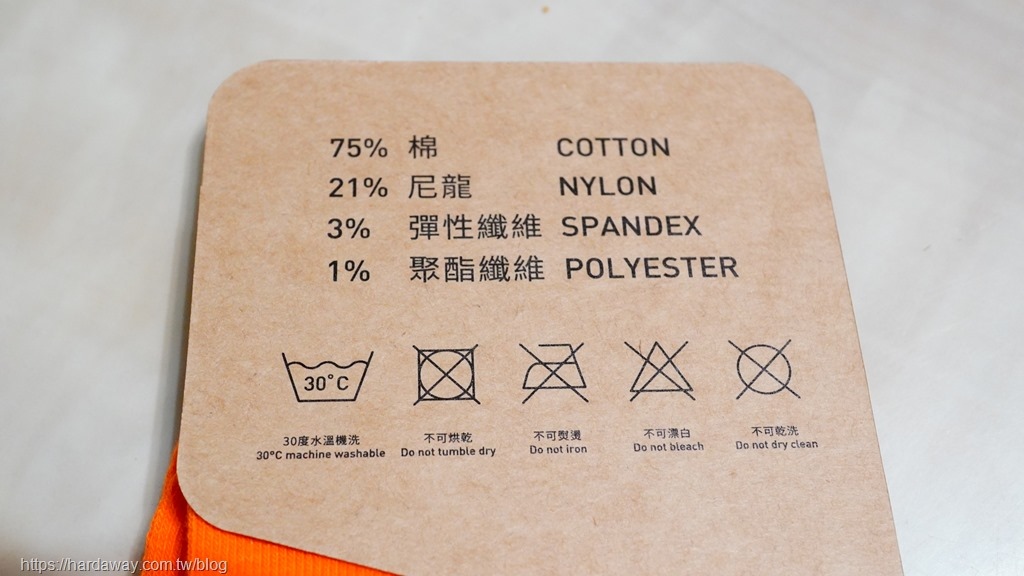 75% 棉 COTTON
21% 尼龍 NYLON
3% 彈性纖維 SPANDEX
1% 聚酯纖維 POLYESTER
30°C
30度水溫機洗 不可烘乾 不可熨燙 不可漂白 不可乾洗
30°C machine washable Do not tumble dry Do not iron Do not bleach Do not dry clean
https://hardaway.com.tw/blog